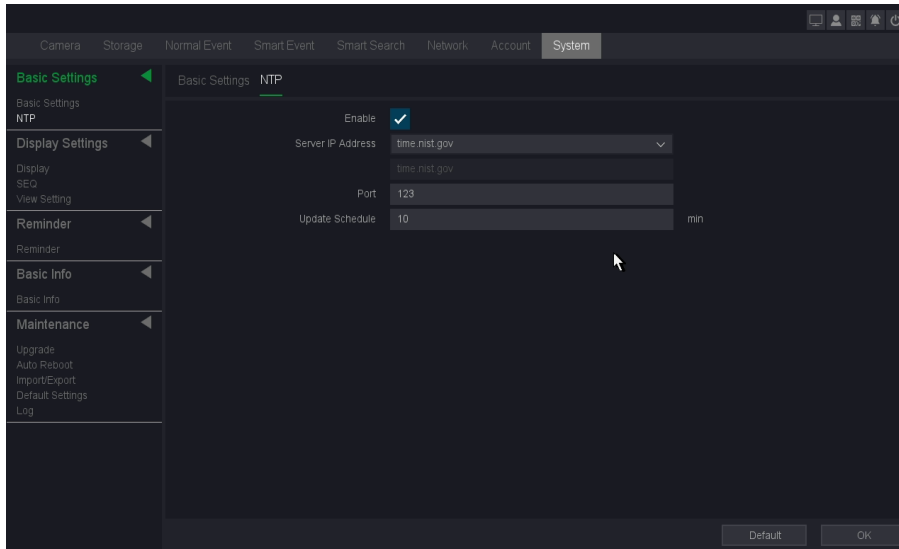 Camera Storage Normal Event Smart Event Smart Search Network Account System
Basic Settings
Basic Settings
NTP
Display Settings
Display
SEQ
View Setting
Reminder
Reminder
Basic Info
Basic Info
Maintenance
Upgrade
Auto Reboot
Import/Export
Default Settings
Log
Basic Settings NTP
Enable
Server IP Address time.nist.gov
time.nist.gov
Port 123
Update Schedule 10 min
Default OK